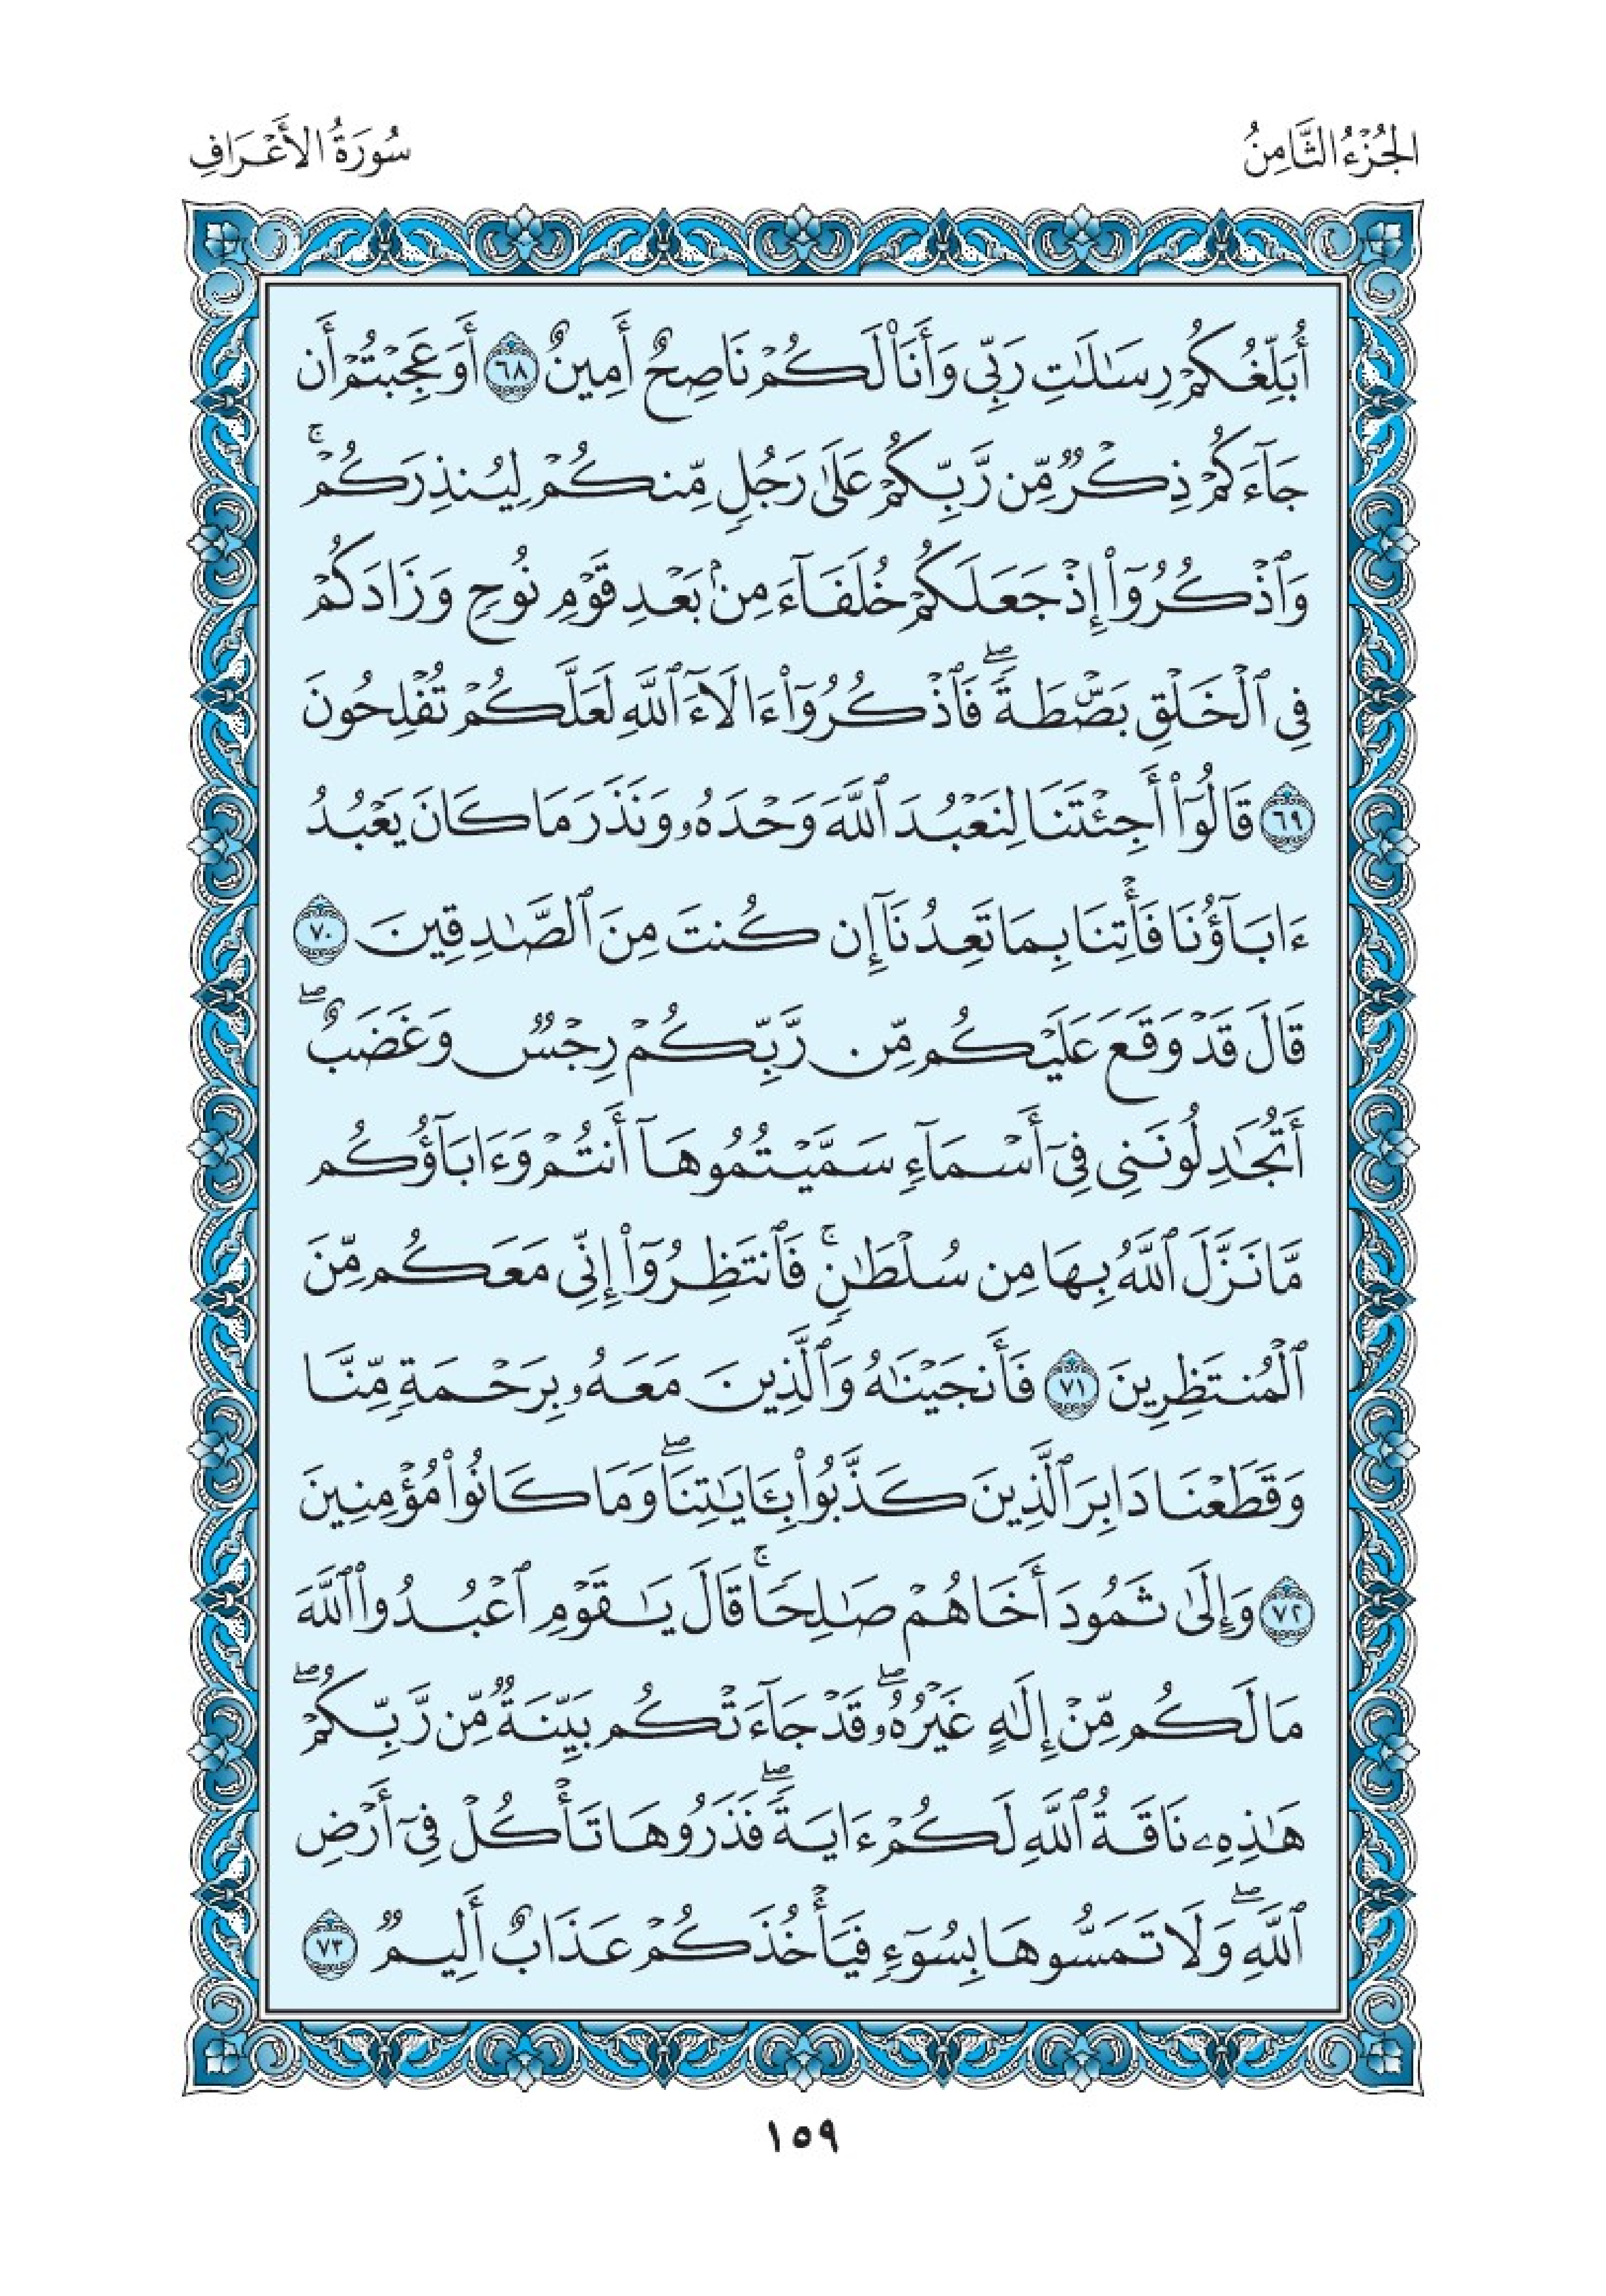 الجُزْءُ الثَّامِنُ
سُورَةُ الأَعْرَافِ
أُبَلِّغُكُمْ رِسَـٰلَـٰتِ رَبِّى وَأَنَا۠ لَكُمْ نَاصِحٌ أَمِينٌ ﴿٦٨﴾ أَوَعَجِبْتُمْ أَن
جَآءَكُمْ ذِكْرٌ مِّن رَّبِّكُمْ عَلَىٰ رَجُلٍ مِّنكُمْ لِيُنذِرَكُمْ ۚ
وَٱذْكُرُوٓا۟ إِذْ جَعَلَكُمْ خُلَفَآءَ مِنۢ بَعْدِ قَوْمِ نُوحٍ وَزَادَكُمْ
فِى ٱلْخَلْقِ بَصْۜطَةً ۖ فَٱذْكُرُوٓا۟ ءَالَآءَ ٱللَّهِ لَعَلَّكُمْ تُفْلِحُونَ
﴿٦٩﴾ قَالُوٓا۟ أَجِئْتَنَا لِنَعْبُدَ ٱللَّهَ وَحْدَهُۥ وَنَذَرَ مَا كَانَ يَعْبُدُ
ءَابَآؤُنَا فَأْتِنَا بِمَا تَعِدُنَآ إِن كُنتَ مِنَ ٱلصَّـٰدِقِينَ ﴿٧٠﴾
قَالَ قَدْ وَقَعَ عَلَيْكُم مِّن رَّبِّكُمْ رِجْسٌ وَغَضَبٌ ۖ
أَتُجَـٰدِلُونَنِى فِىٓ أَسْمَآءٍ سَمَّيْتُمُوهَآ أَنتُمْ وَءَابَآؤُكُم
مَّا نَزَّلَ ٱللَّهُ بِهَا مِن سُلْطَـٰنٍ ۚ فَٱنتَظِرُوٓا۟ إِنِّى مَعَكُم مِّنَ
ٱلْمُنتَظِرِينَ ﴿٧١﴾ فَأَنجَيْنَـٰهُ وَٱلَّذِينَ مَعَهُۥ بِرَحْمَةٍ مِّنَّا
وَقَطَعْنَا دَابِرَ ٱلَّذِينَ كَذَّبُوا۟ بِـَٔايَـٰتِنَا ۖ وَمَا كَانُوا۟ مُؤْمِنِينَ
﴿٧٢﴾ وَإِلَىٰ ثَمُودَ أَخَاهُمْ صَـٰلِحًا ۚ قَالَ يَـٰقَوْمِ ٱعْبُدُوا۟ ٱللَّهَ
مَا لَكُم مِّنْ إِلَـٰهٍ غَيْرُهُۥ ۖ قَدْ جَآءَتْكُم بَيِّنَةٌ مِّن رَّبِّكُمْ ۖ
هَـٰذِهِۦ نَاقَةُ ٱللَّهِ لَكُمْ ءَايَةً ۖ فَذَرُوهَا تَأْكُلْ فِىٓ أَرْضِ
ٱللَّهِ ۖ وَلَا تَمَسُّوهَا بِسُوٓءٍ فَيَأْخُذَكُمْ عَذَابٌ أَلِيمٌ ﴿٧٣﴾
١٥٩